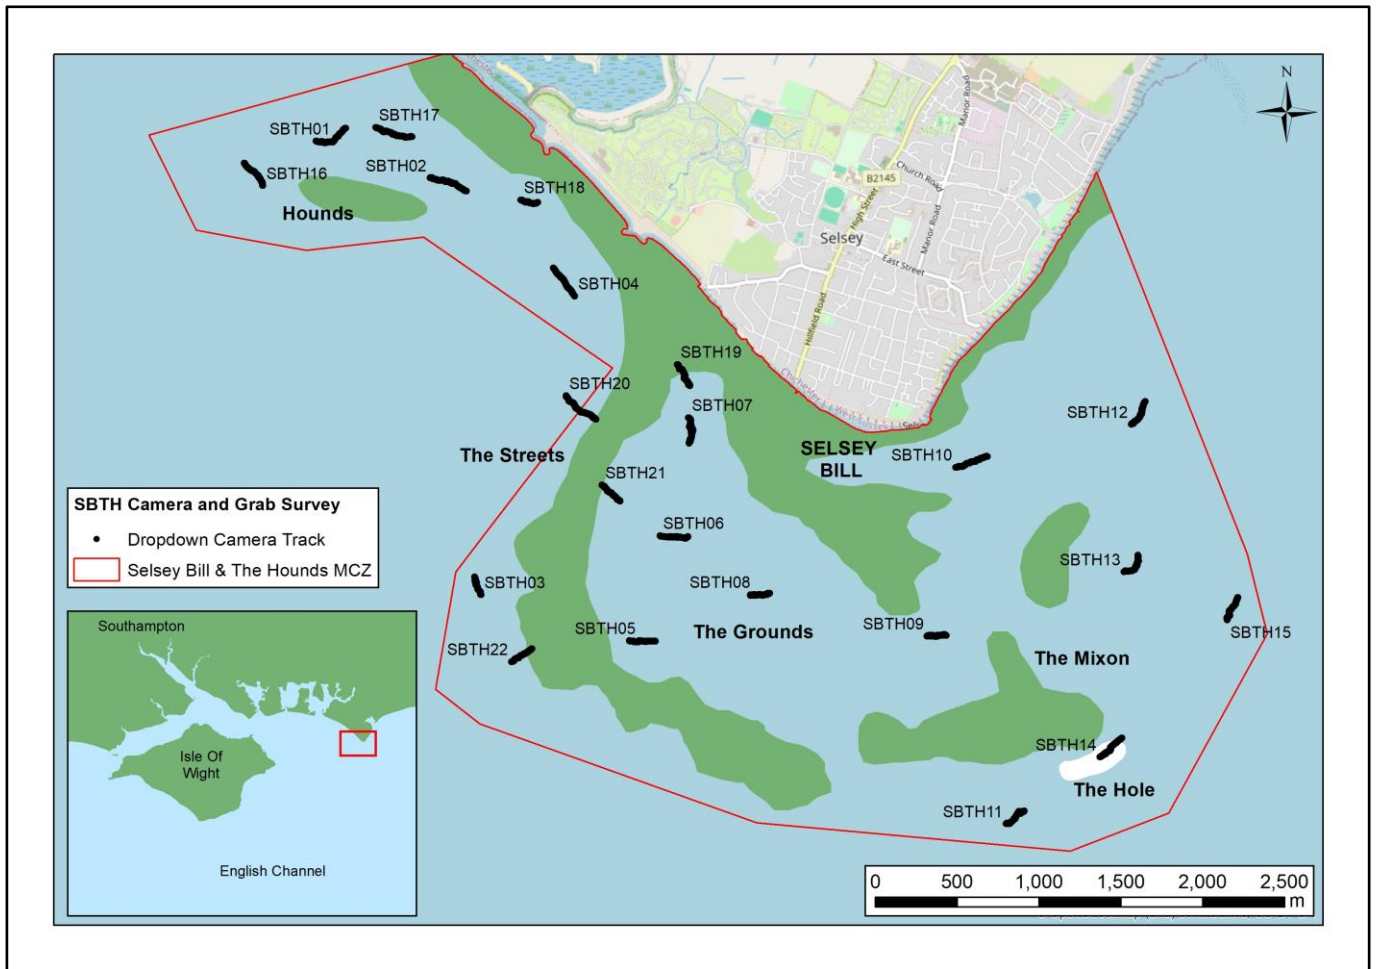 N
SBTH01
SBTH17
SBTH02
SBTH16
SBTH18
Hounds
SBTH04
Manor Road
Church Road
B2145
High Street
Manor Road
Selsey
East Street
Hillfield Road
Chichester
SBTH19
SBTH20
SBTH07
SBTH12
The Streets
SELSEY
BILL
SBTH10
SBTH21
SBTH06
SBTH13
SBTH03
SBTH08
SBTH15
SBTH05
The Grounds
SBTH09
SBTH22
The Mixon
SBTH14
The Hole
SBTH11
SBTH Camera and Grab Survey
Dropdown Camera Track
Selsey Bill & The Hounds MCZ
Southampton
Isle Of
Wight
English Channel
0 500 1,000 1,500 2,000 2,500
m